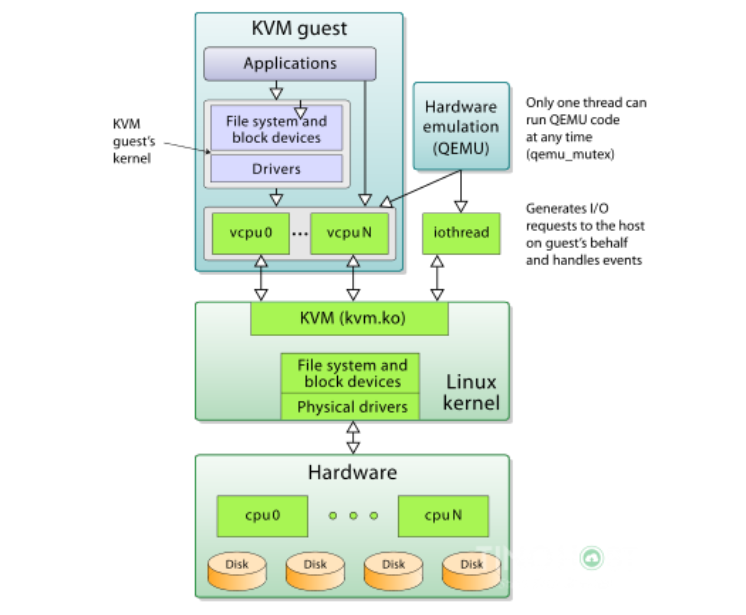 KVM guest
Applications
KVM
guest's
kernel
File system and
block devices
Drivers
vcpu0
...
vcpuN
Hardware
emulation
(QEMU)
Only one thread can
run QEMU code
at any time
(qemu_mutex)
iothread
Generates I/O
requests to the host
on guest's behalf
and handles events
KVM (kvm.ko)
File system and
block devices
Physical drivers
Linux
kernel
Hardware
cpu0
cpuN
Disk
Disk
Disk
Disk